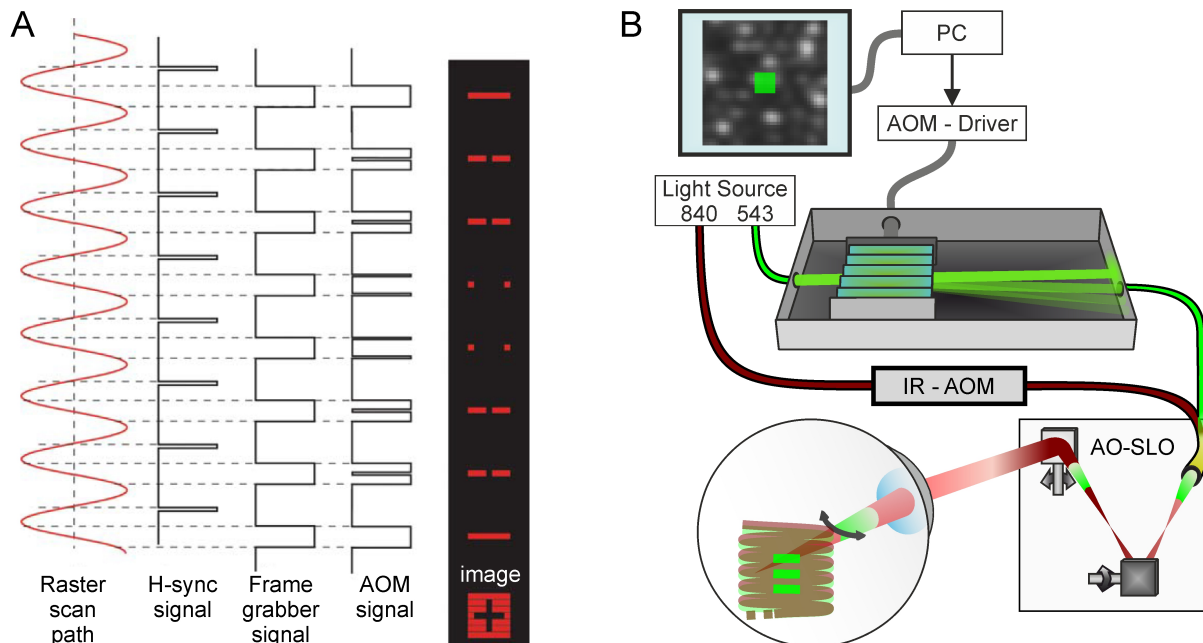 A
Raster
scan
path
H-sync
signal
Frame
grabber
signal
AOM
signal
image
B
PC
AOM - Driver
Light Source
840 543
IR - AOM
AO-SLO